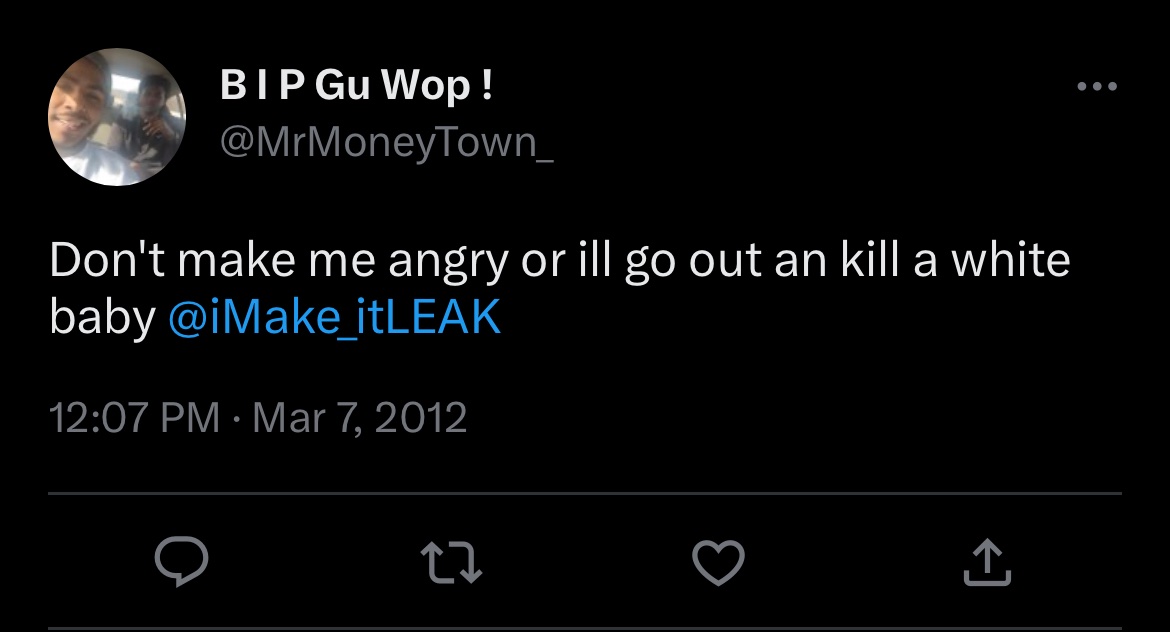 B I P Gu Wop !
@MrMoneyTown_
Don't make me angry or ill go out an kill a white
baby @iMake_itLEAK
12:07 PM · Mar 7, 2012